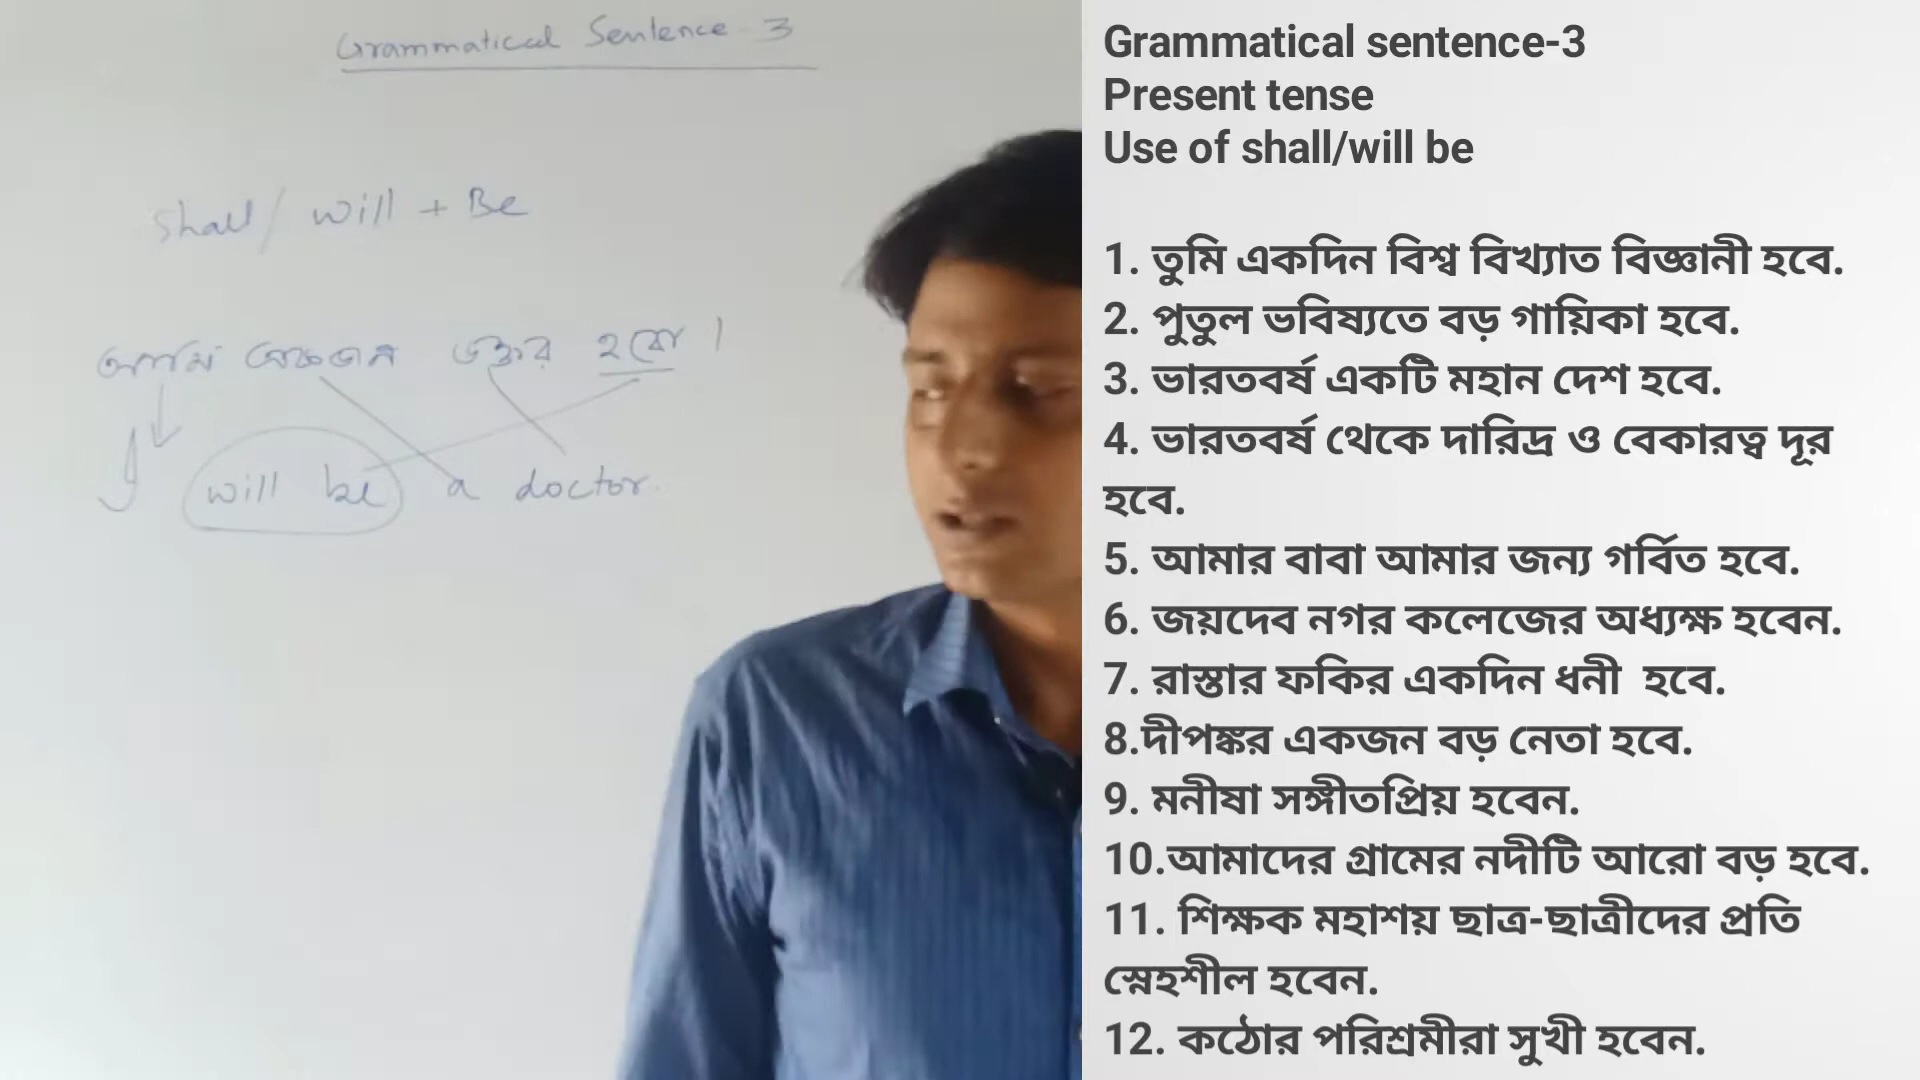 Grammatical Sentence - 3
Shall/ will + Be
আমি একজন ডাক্তার হবো।
I will be a doctor.
Grammatical sentence-3
Present tense
Use of shall/will be
1. তুমি একদিন বিশ্ব বিখ্যাত বিজ্ঞানী হবে.
2. পুতুল ভবিষ্যতে বড় গায়িকা হবে.
3. ভারতবর্ষ একটি মহান দেশ হবে.
4. ভারতবর্ষ থেকে দারিদ্র ও বেকারত্ব দূর
হবে.
5. আমার বাবা আমার জন্য গর্বিত হবে.
6. জয়দেব নগর কলেজের অধ্যক্ষ হবেন.
7. রাস্তার ফকির একদিন ধনী  হবে.
8.দীপঙ্কর একজন বড় নেতা হবে.
9. মনীষা সঙ্গীতপ্রিয় হবেন.
10.আমাদের গ্রামের নদীটি আরো বড় হবে.
11. শিক্ষক মহাশয় ছাত্র-ছাত্রীদের প্রতি
স্নেহশীল হবেন.
12. কঠোর পরিশ্রমীরা সুখী হবেন.